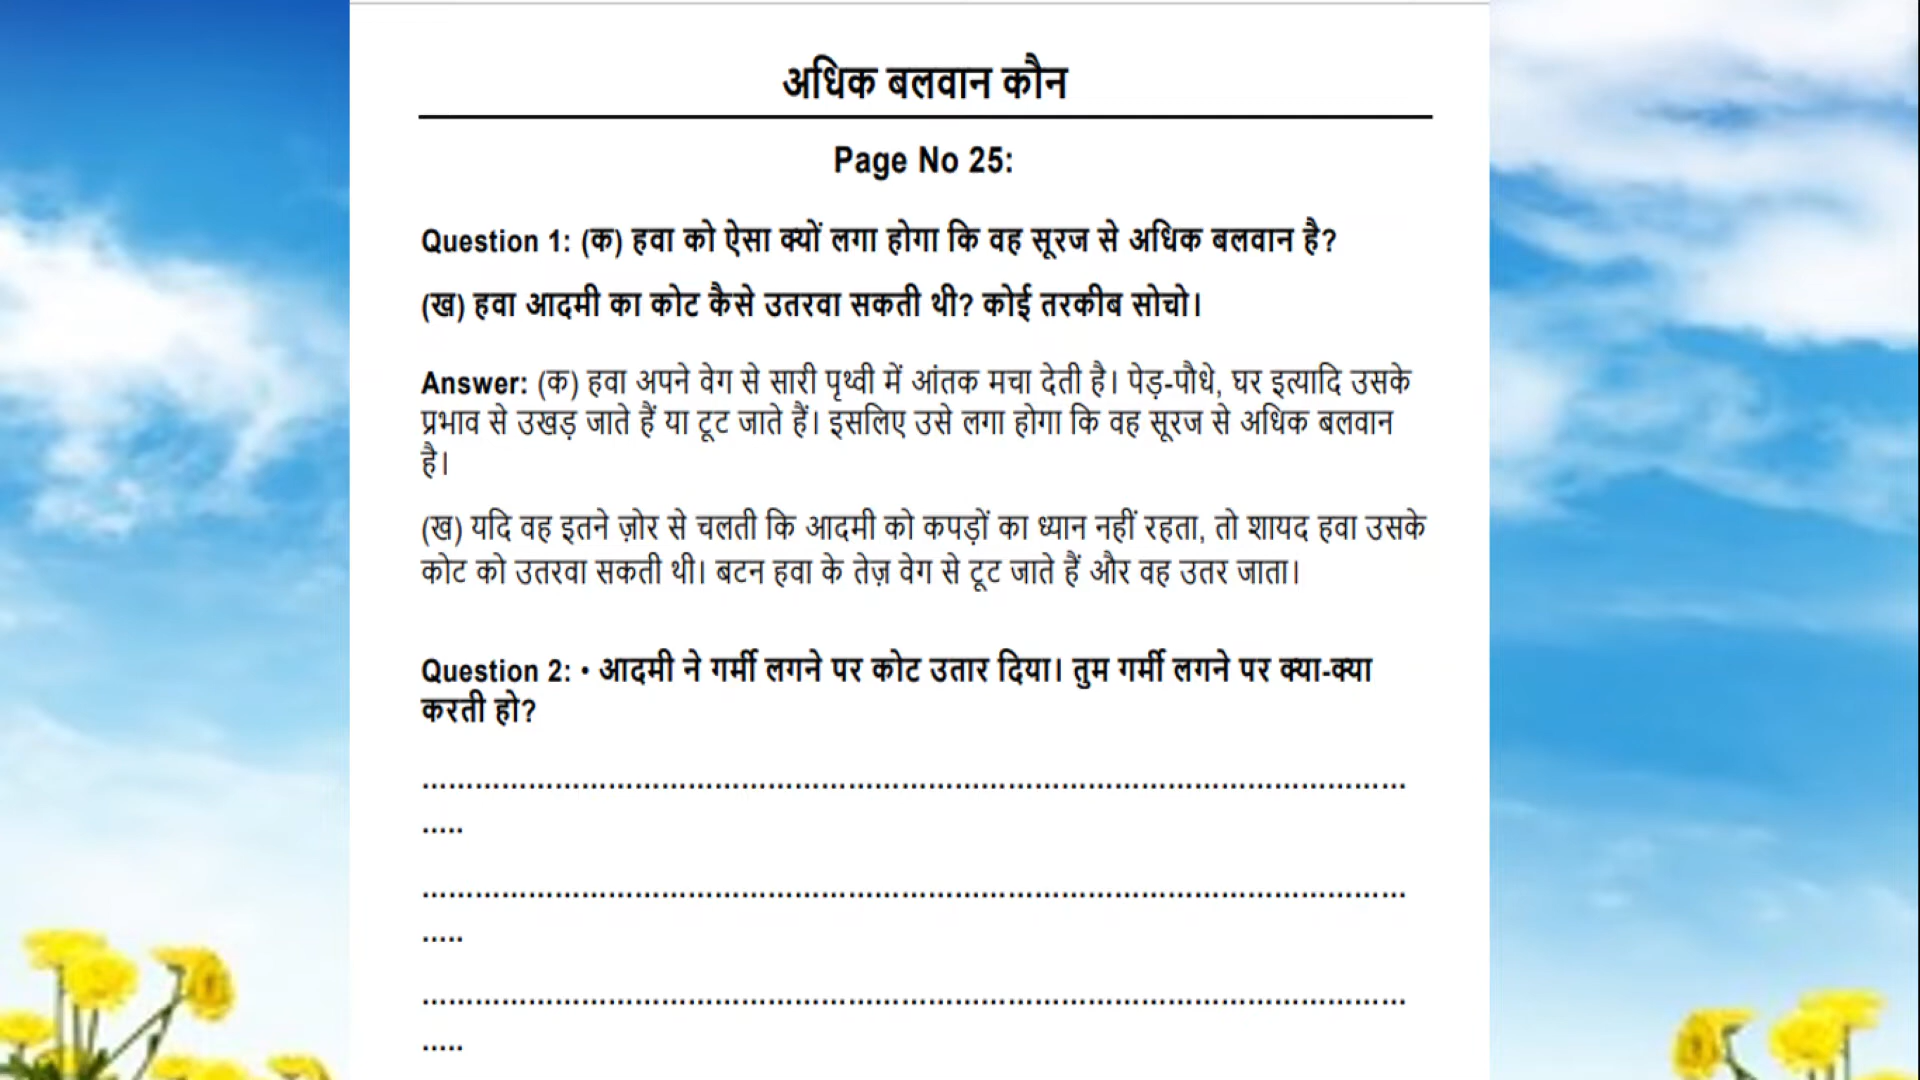 अधिक बलवान कौन
Page No 25:
Question 1: (क) हवा को ऐसा क्यों लगा होगा कि वह सूरज से अधिक बलवान है?
(ख) हवा आदमी का कोट कैसे उतरवा सकती थी? कोई तरकीब सोचो।
Answer: (क) हवा अपने वेग से सारी पृथ्वी में आंतक मचा देती है। पेड़-पौधे, घर इत्यादि उसके
प्रभाव से उखड़ जाते हैं या टूट जाते हैं। इसलिए उसे लगा होगा कि वह सूरज से अधिक बलवान
है।
(ख) यदि वह इतने ज़ोर से चलती कि आदमी को कपड़ों का ध्यान नहीं रहता, तो शायद हवा उसके
कोट को उतरवा सकती थी। बटन हवा के तेज़ वेग से टूट जाते हैं और वह उतर जाता।
Question 2: • आदमी ने गर्मी लगने पर कोट उतार दिया। तुम गर्मी लगने पर क्या-क्या
करती हो?
..............................................................................................................
.....
..............................................................................................................
.....
..............................................................................................................
.....